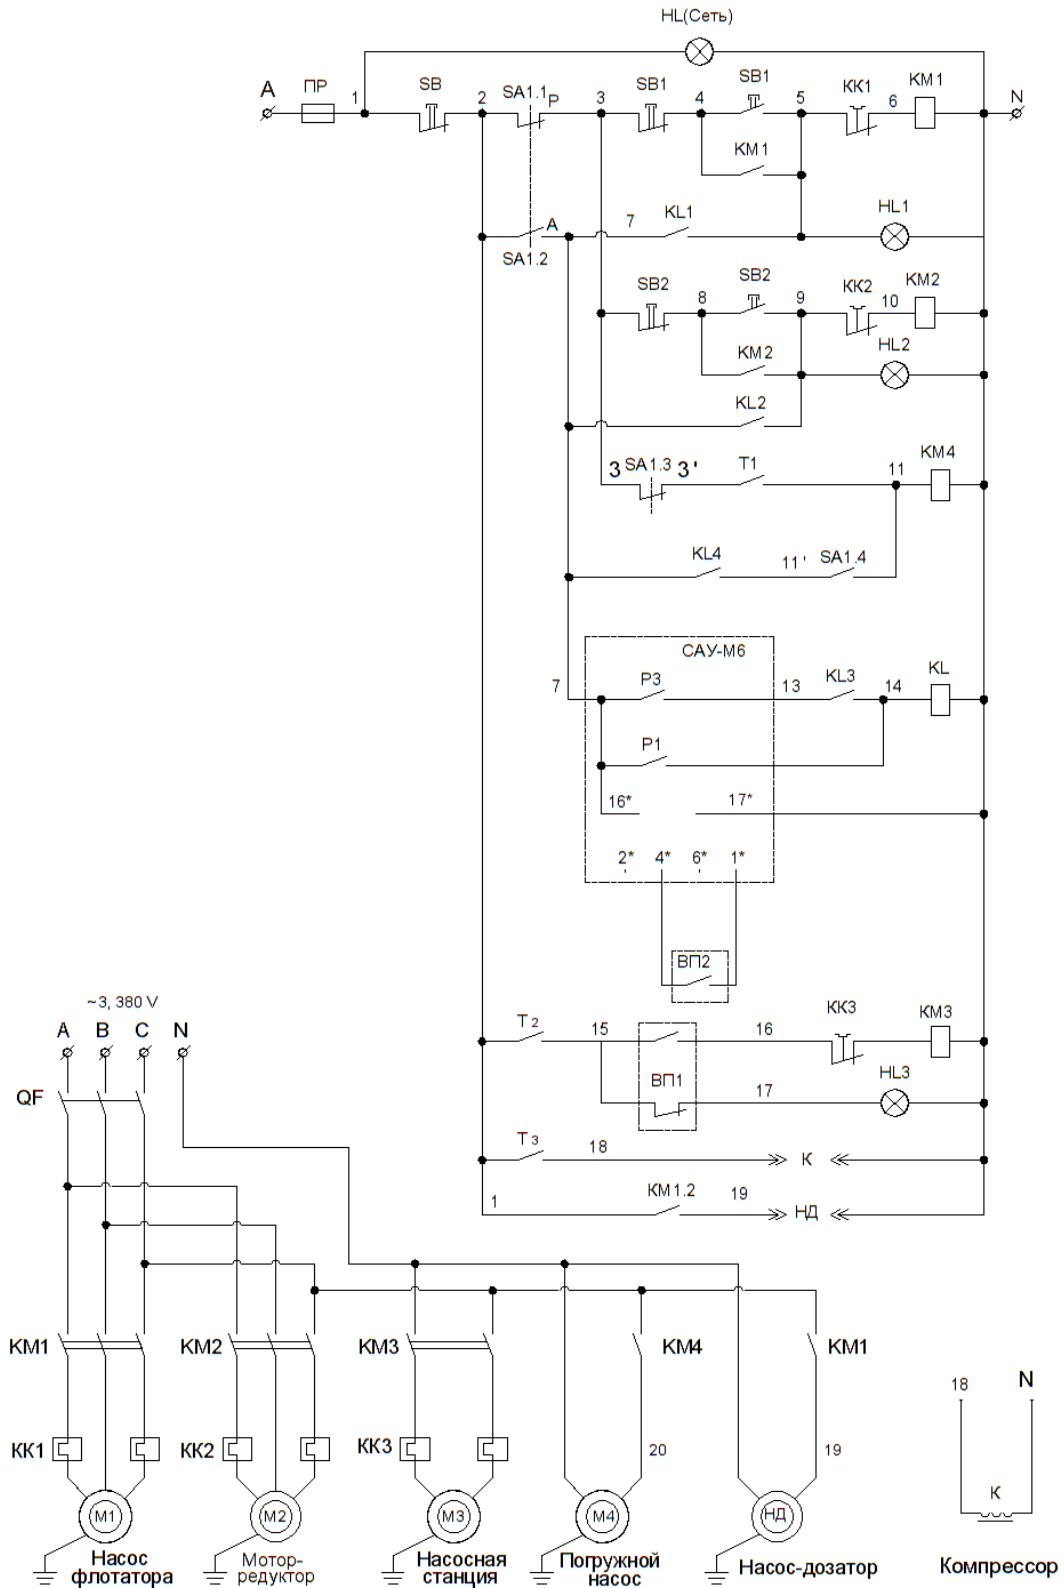 HL(Сеть)
A
ПР
1
SB
2
SA1.1
P
3
SB1
4
SB1
5
KK1
6
KM1
N
KM1
A
SA1.2
7
KL1
HL1
SB2
8
SB2
9
KK2
10
KM2
KM2
HL2
KL2
3
SA1.3
3'
T1
11
KM4
KL4
11'
SA1.4
САУ-М6
7
P3
13
KL3
14
KL
P1
16*
17*
2*
4*
6*
1*
ВП2
~3, 380 V
A
B
C
N
T2
15
16
KK3
KM3
QF
ВП1
17
HL3
T3
18
К
1
KM1.2
19
НД
KM1
KM2
KM3
KM4
KM1
18
N
KK1
KK2
KK3
20
19
К
M1
M2
M3
M4
НД
Насос
флотатора
Мотор-
редуктор
Насосная
станция
Погружной
насос
Насос-дозатор
Компрессор